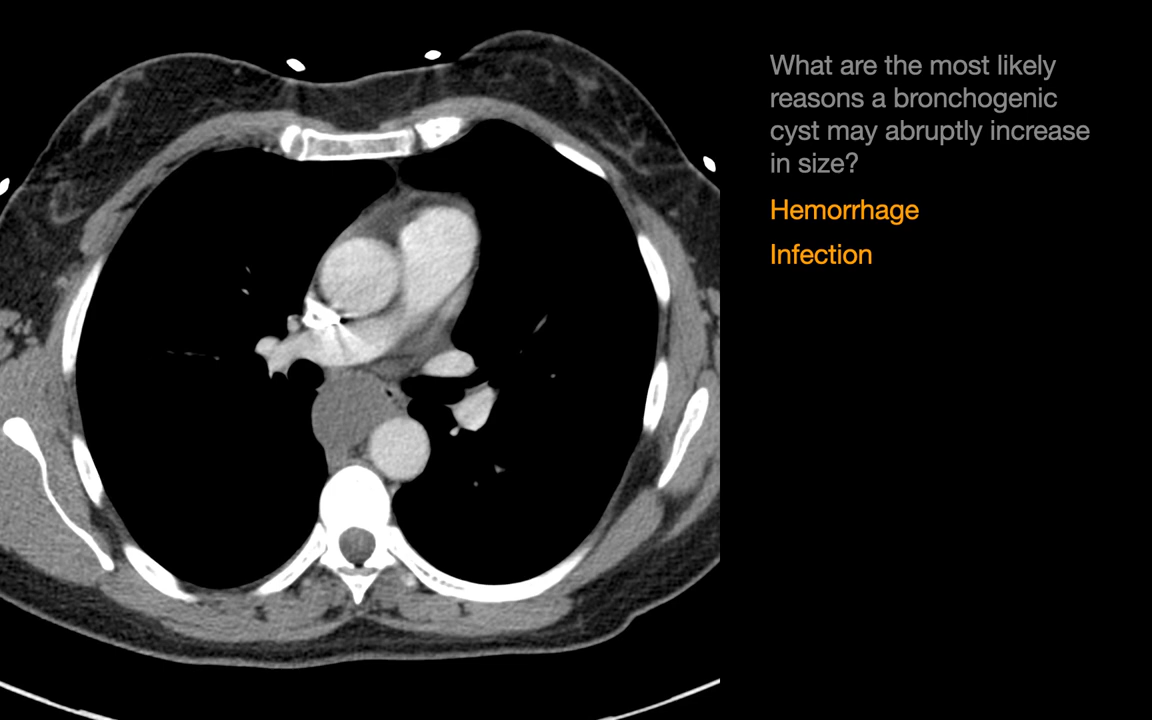 What are the most likely
reasons a bronchogenic
cyst may abruptly increase
in size?
Hemorrhage
Infection